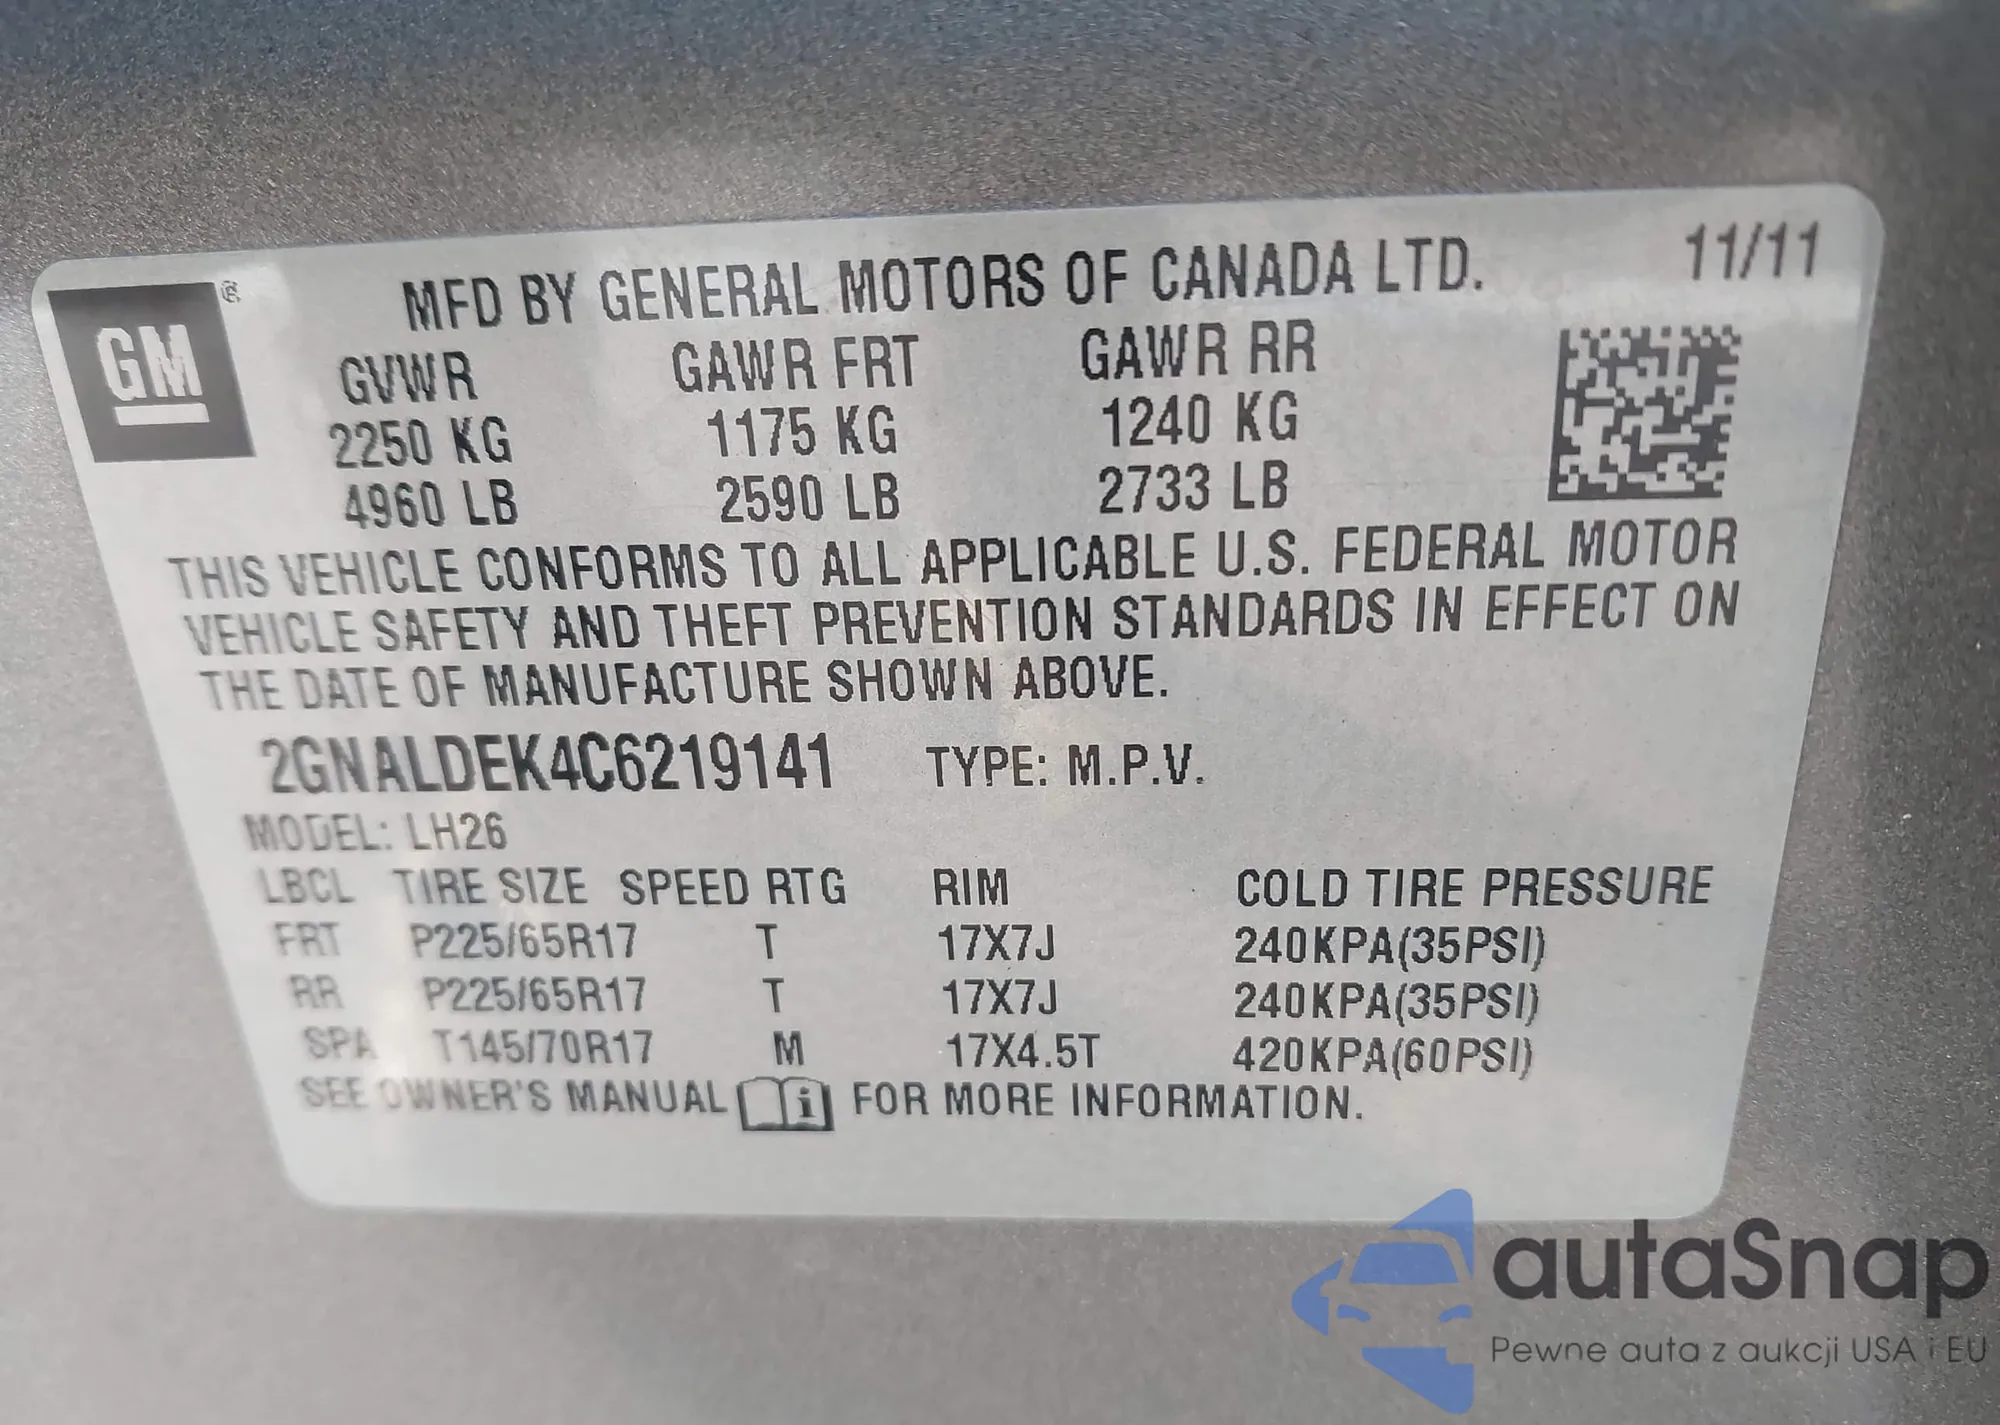 MFD BY GENERAL MOTORS OF CANADA LTD. 11/11
GM ®
GVWR GAWR FRT GAWR RR
2250 KG 1175 KG 1240 KG
4960 LB 2590 LB 2733 LB
THIS VEHICLE CONFORMS TO ALL APPLICABLE U.S. FEDERAL MOTOR
VEHICLE SAFETY AND THEFT PREVENTION STANDARDS IN EFFECT ON
THE DATE OF MANUFACTURE SHOWN ABOVE.
2GNALDEK4C6219141 TYPE: M.P.V.
MODEL: LH26
LBCL TIRE SIZE SPEED RTG RIM COLD TIRE PRESSURE
FRT P225/65R17 T 17X7J 240KPA(35PSI)
RR P225/65R17 T 17X7J 240KPA(35PSI)
SPA T145/70R17 M 17X4.5T 420KPA(60PSI)
SEE OWNER'S MANUAL i FOR MORE INFORMATION.
autaSnap
Pewne auta z aukcji USA i EU